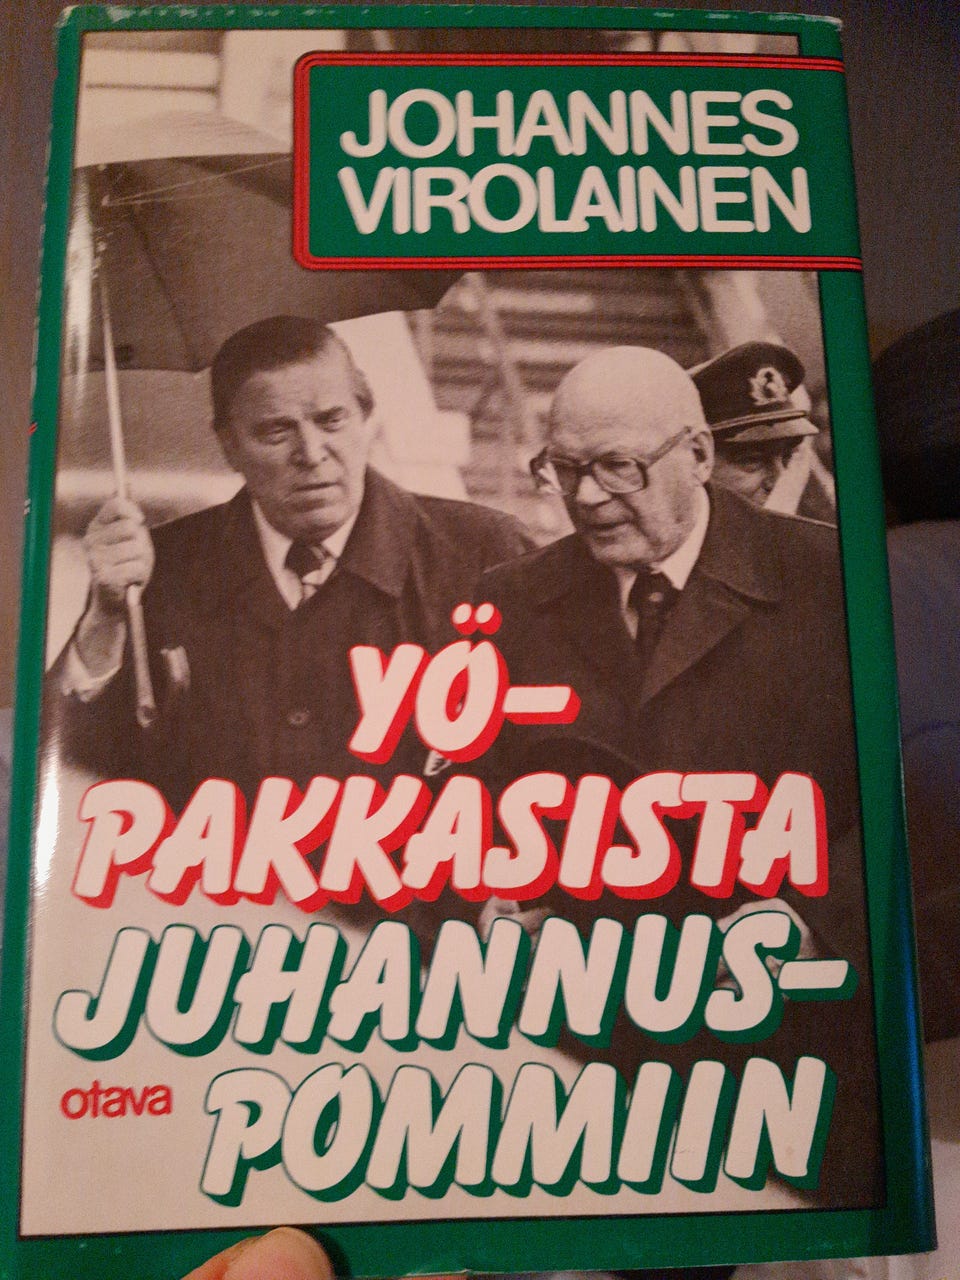 JOHANNES
VIROLAINEN
YÖ-
PAKKASISTA
JUHANNUS-
POMMIIN
otava